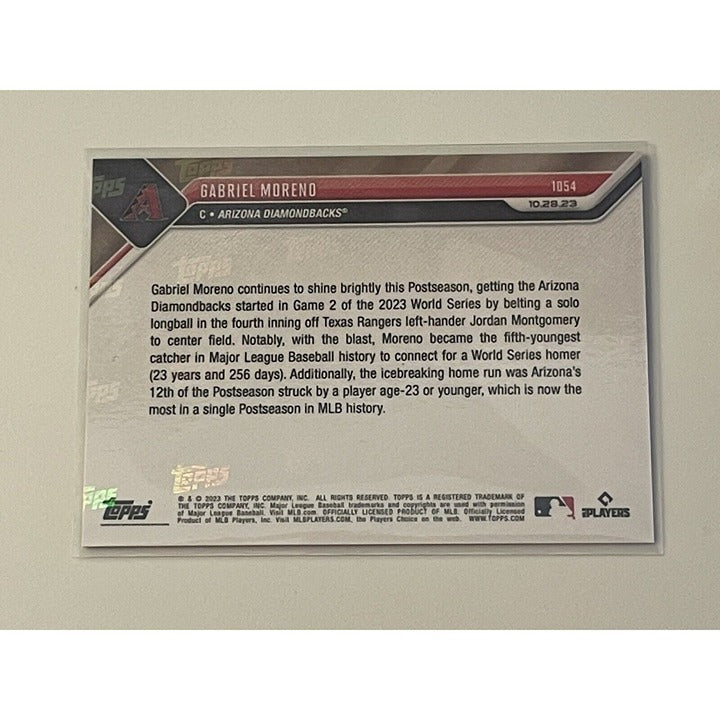 TOPPS
GABRIEL MORENO
1054
C • ARIZONA DIAMONDBACKS®
10.28.23
Gabriel Moreno continues to shine brightly this Postseason, getting the Arizona
Diamondbacks started in Game 2 of the 2023 World Series by belting a solo
longball in the fourth inning off Texas Rangers left-hander Jordan Montgomery
to center field. Notably, with the blast, Moreno became the fifth-youngest
catcher in Major League Baseball history to connect for a World Series homer
(23 years and 256 days). Additionally, the icebreaking home run was Arizona's
12th of the Postseason struck by a player age-23 or younger, which is now the
most in a single Postseason in MLB history.
TOPPS
TOPPS
TOPPS
® & © 2023 THE TOPPS COMPANY, INC. ALL RIGHTS RESERVED. TOPPS IS A REGISTERED TRADEMARK OF
THE TOPPS COMPANY, INC. Major League Baseball trademarks and copyrights are used with permission
of Major League Baseball. Visit MLB.com. OFFICIALLY LICENSED PRODUCT OF MLB. Officially Licensed
Product of MLB Players, Inc. Visit MLBPLAYERS.COM, the Players Choice on the web. WWW.TOPPS.COM
PLAYERS